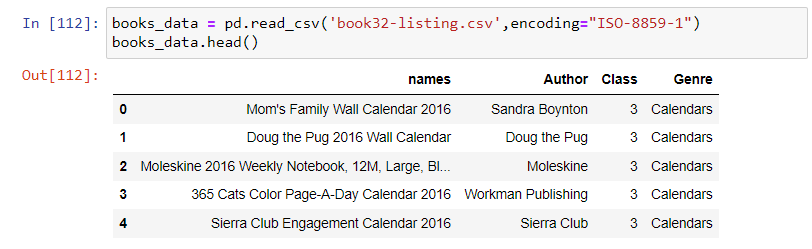 In [112]: books_data = pd.read_csv('book32-listing.csv',encoding="ISO-8859-1")
books_data.head()
Out[112]:
names Author Class Genre
0 Mom's Family Wall Calendar 2016 Sandra Boynton 3 Calendars
1 Doug the Pug 2016 Wall Calendar Doug the Pug 3 Calendars
2 Moleskine 2016 Weekly Notebook, 12M, Large, Bl... Moleskine 3 Calendars
3 365 Cats Color Page-A-Day Calendar 2016 Workman Publishing 3 Calendars
4 Sierra Club Engagement Calendar 2016 Sierra Club 3 Calendars